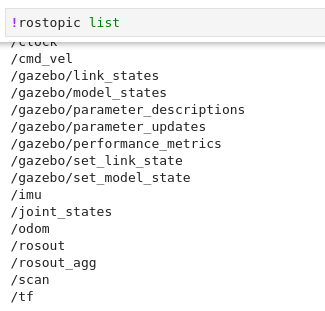 !rostopic list
/clock
/cmd_vel
/gazebo/link_states
/gazebo/model_states
/gazebo/parameter_descriptions
/gazebo/parameter_updates
/gazebo/performance_metrics
/gazebo/set_link_state
/gazebo/set_model_state
/imu
/joint_states
/odom
/rosout
/rosout_agg
/scan
/tf